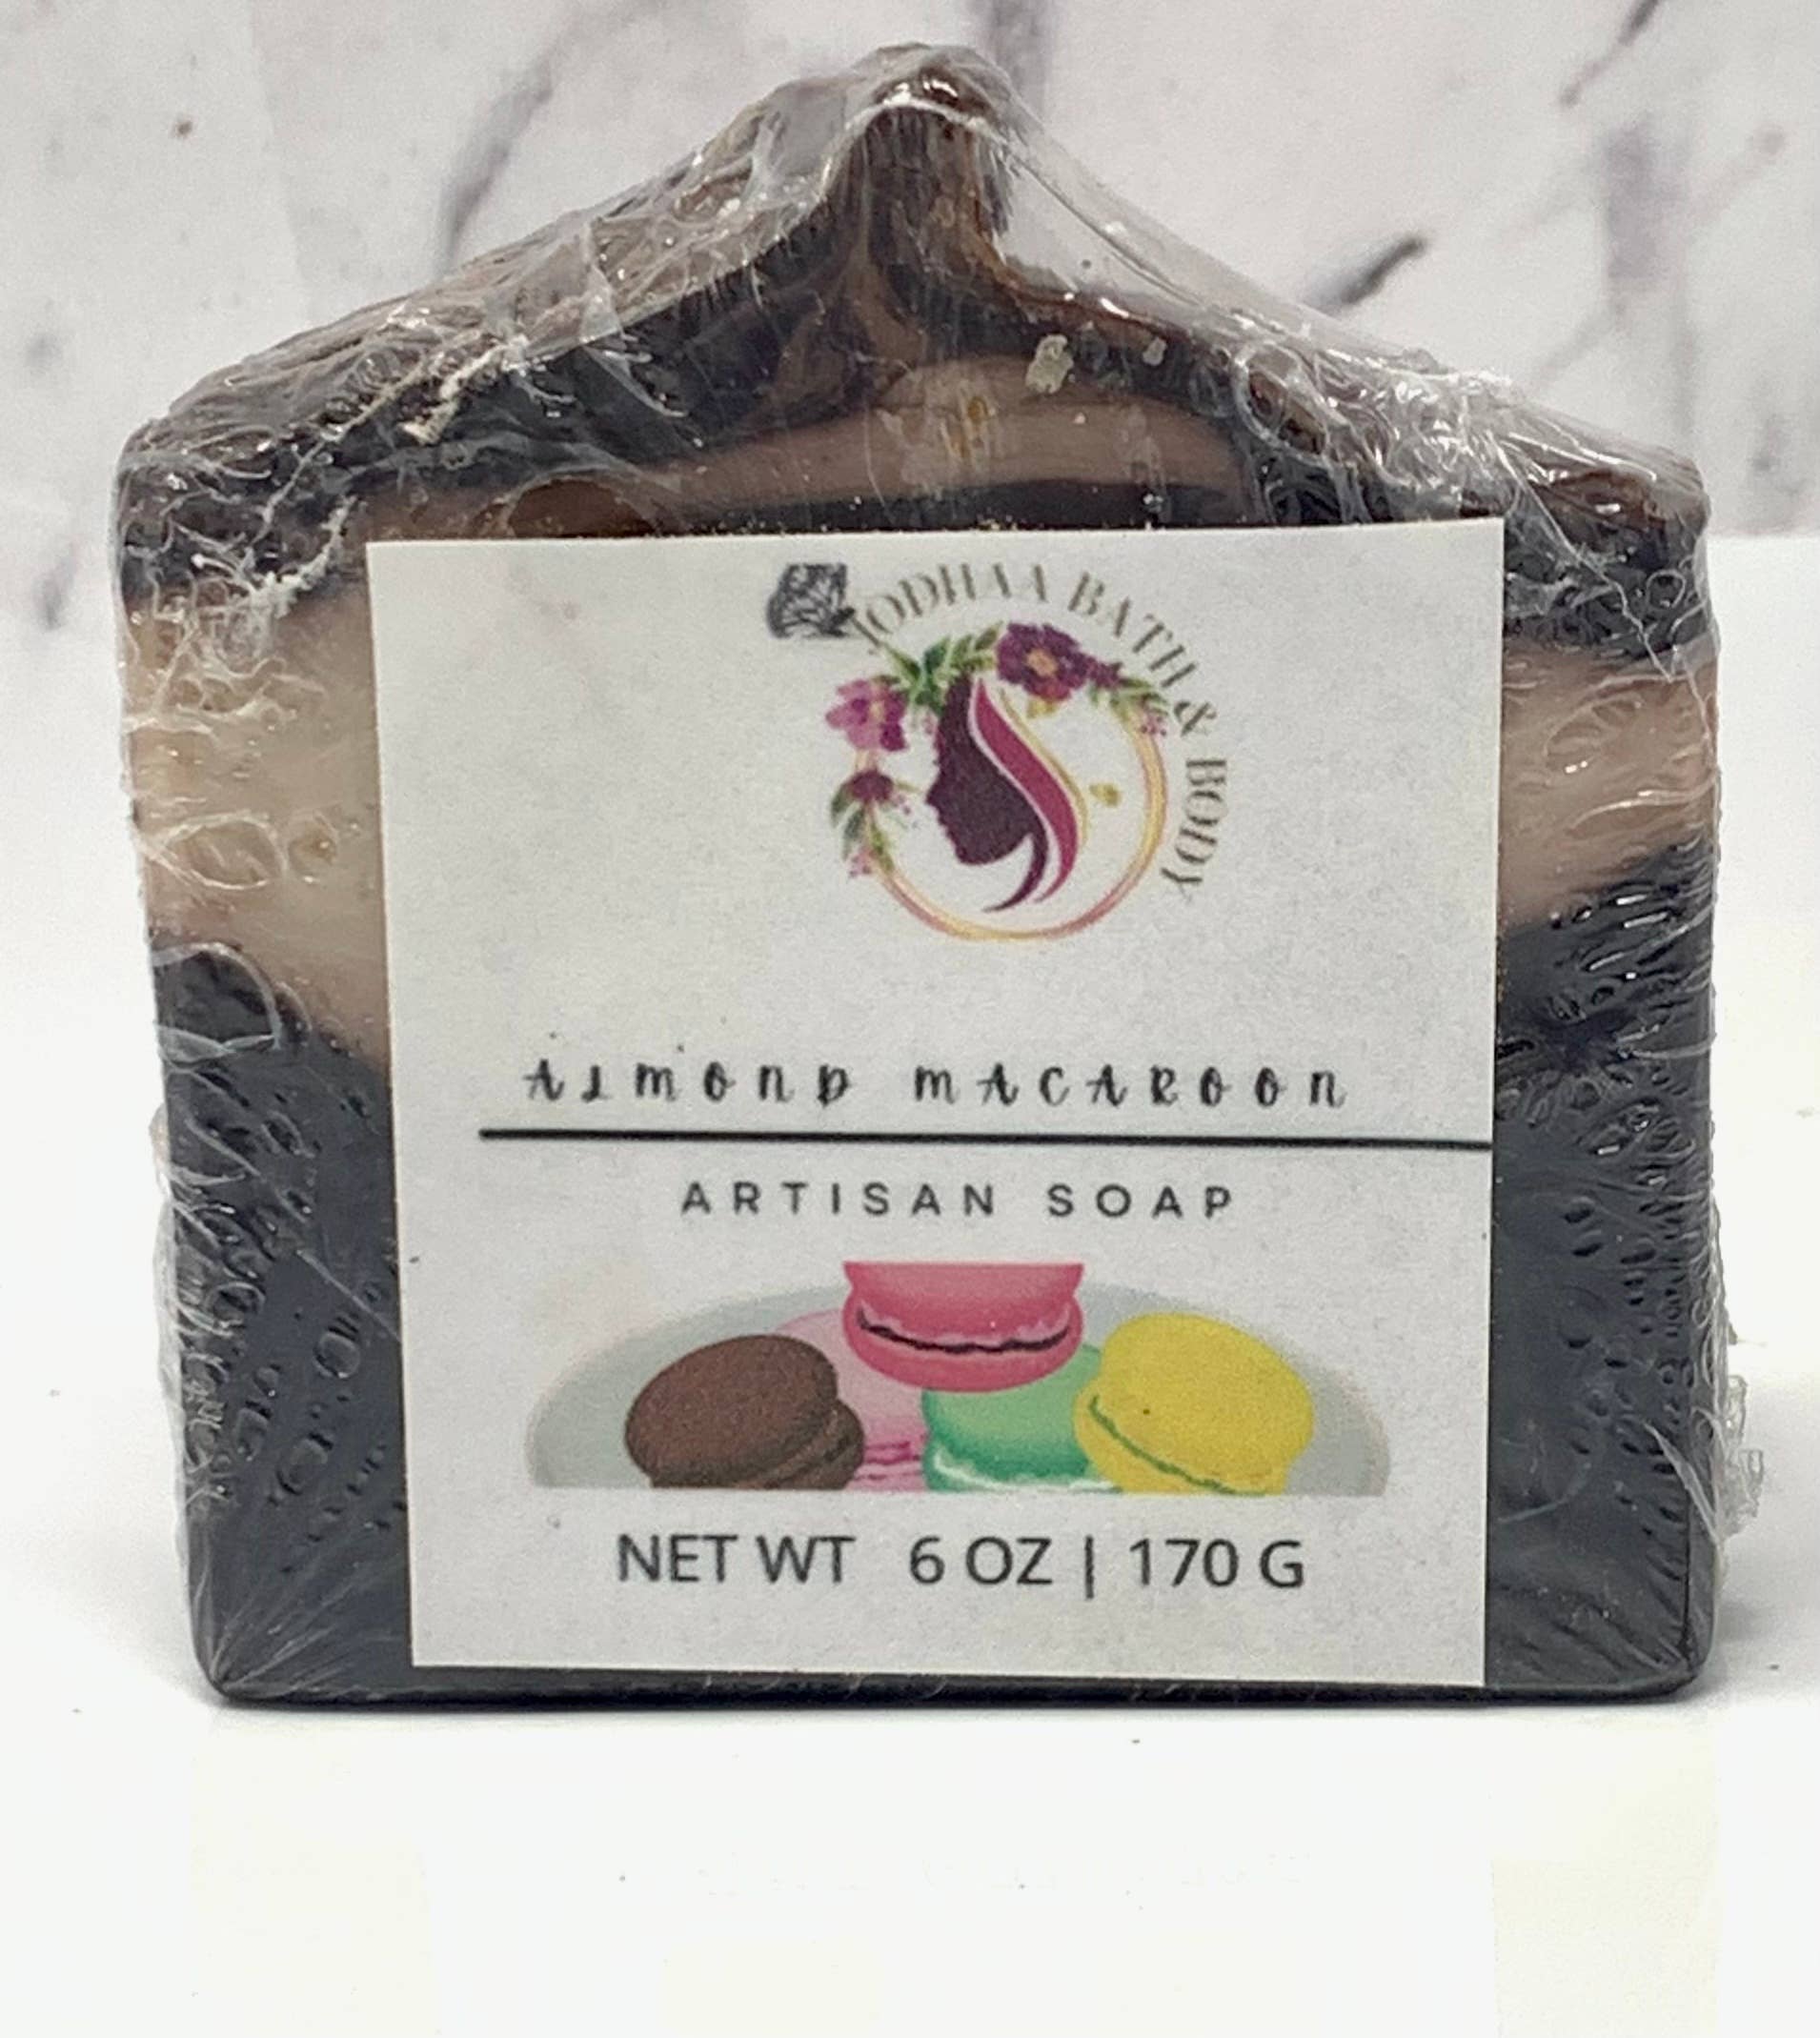 JODHAA BATH & BODY
ALMOND MACAROON
ARTISAN SOAP
NET WT 6 OZ | 170 G